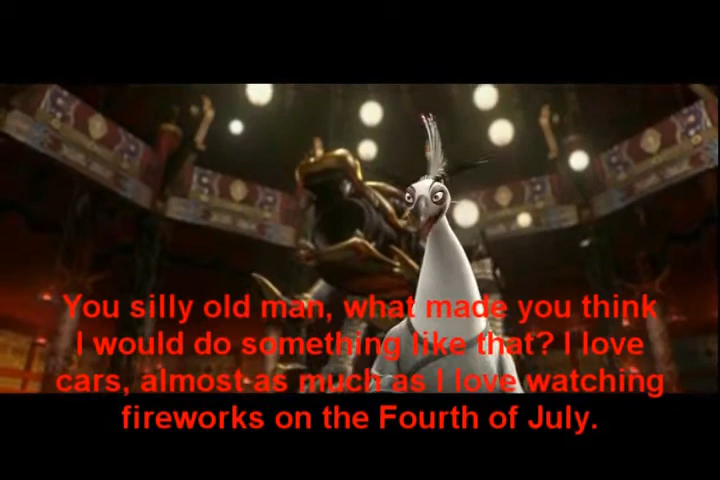 You silly old man, what made you think
I would do something like that? I love
cars, almost as much as I love watching
fireworks on the Fourth of July.